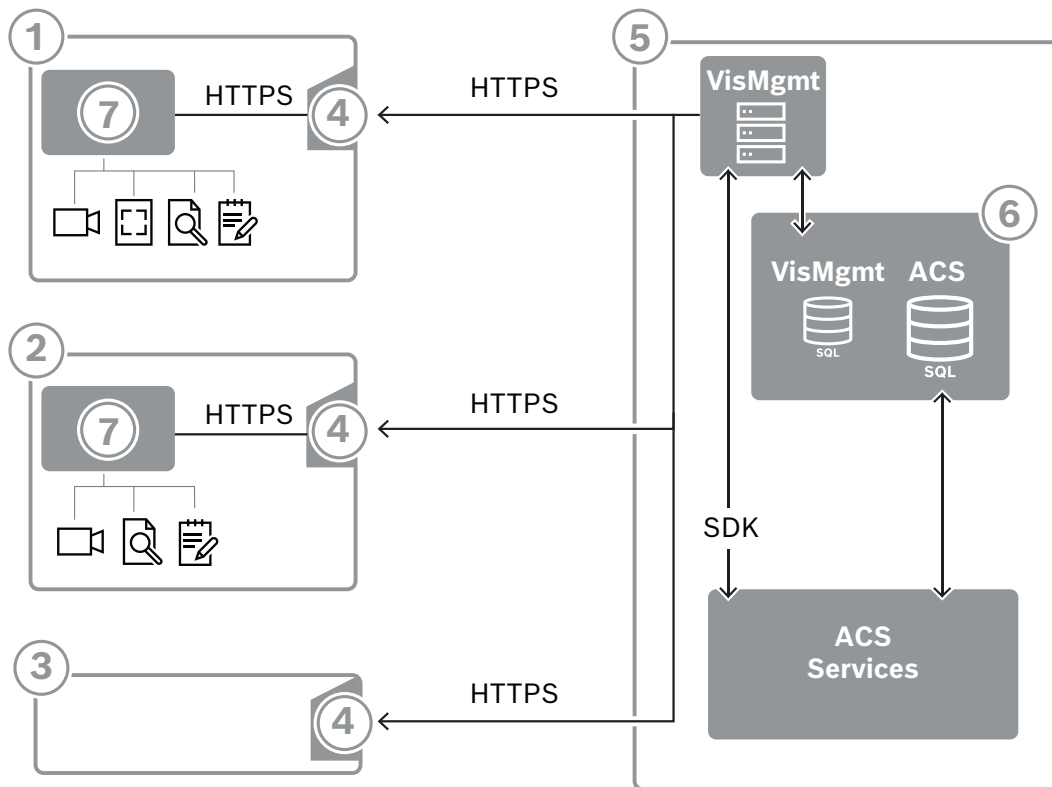 1
7
HTTPS
4
HTTPS
2
7
HTTPS
4
HTTPS
3
4
HTTPS
5
VisMgmt
6
VisMgmt ACS
SQL
SQL
SDK
ACS
Services